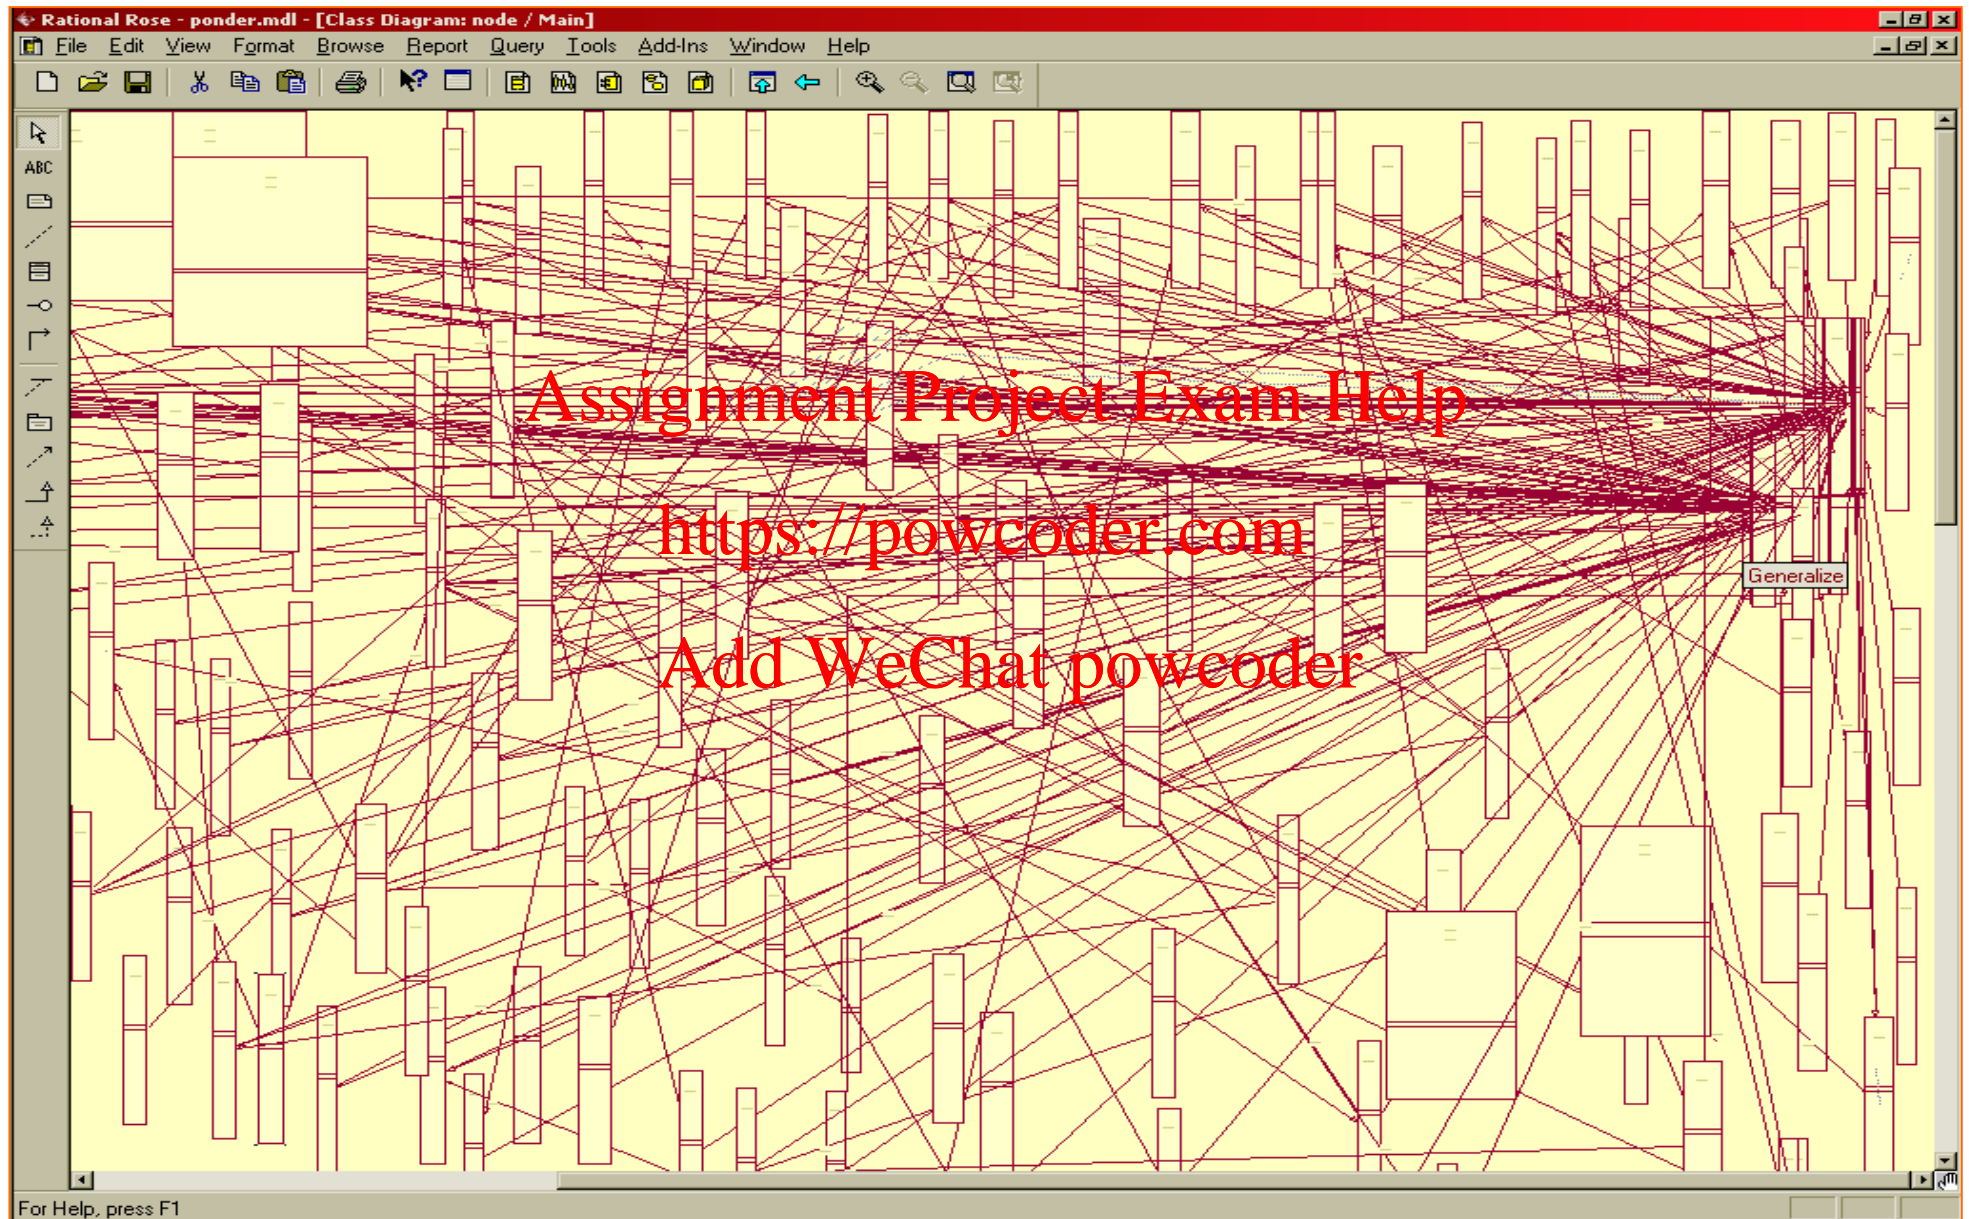 Rational Rose - ponder.mdl - [Class Diagram: node / Main]
File Edit View Format Browse Report Query Tools Add-Ins Window Help
ABC
Assignment Project Exam Help
https://powcoder.com
Generalize
Add WeChat powcoder
For Help, press F1